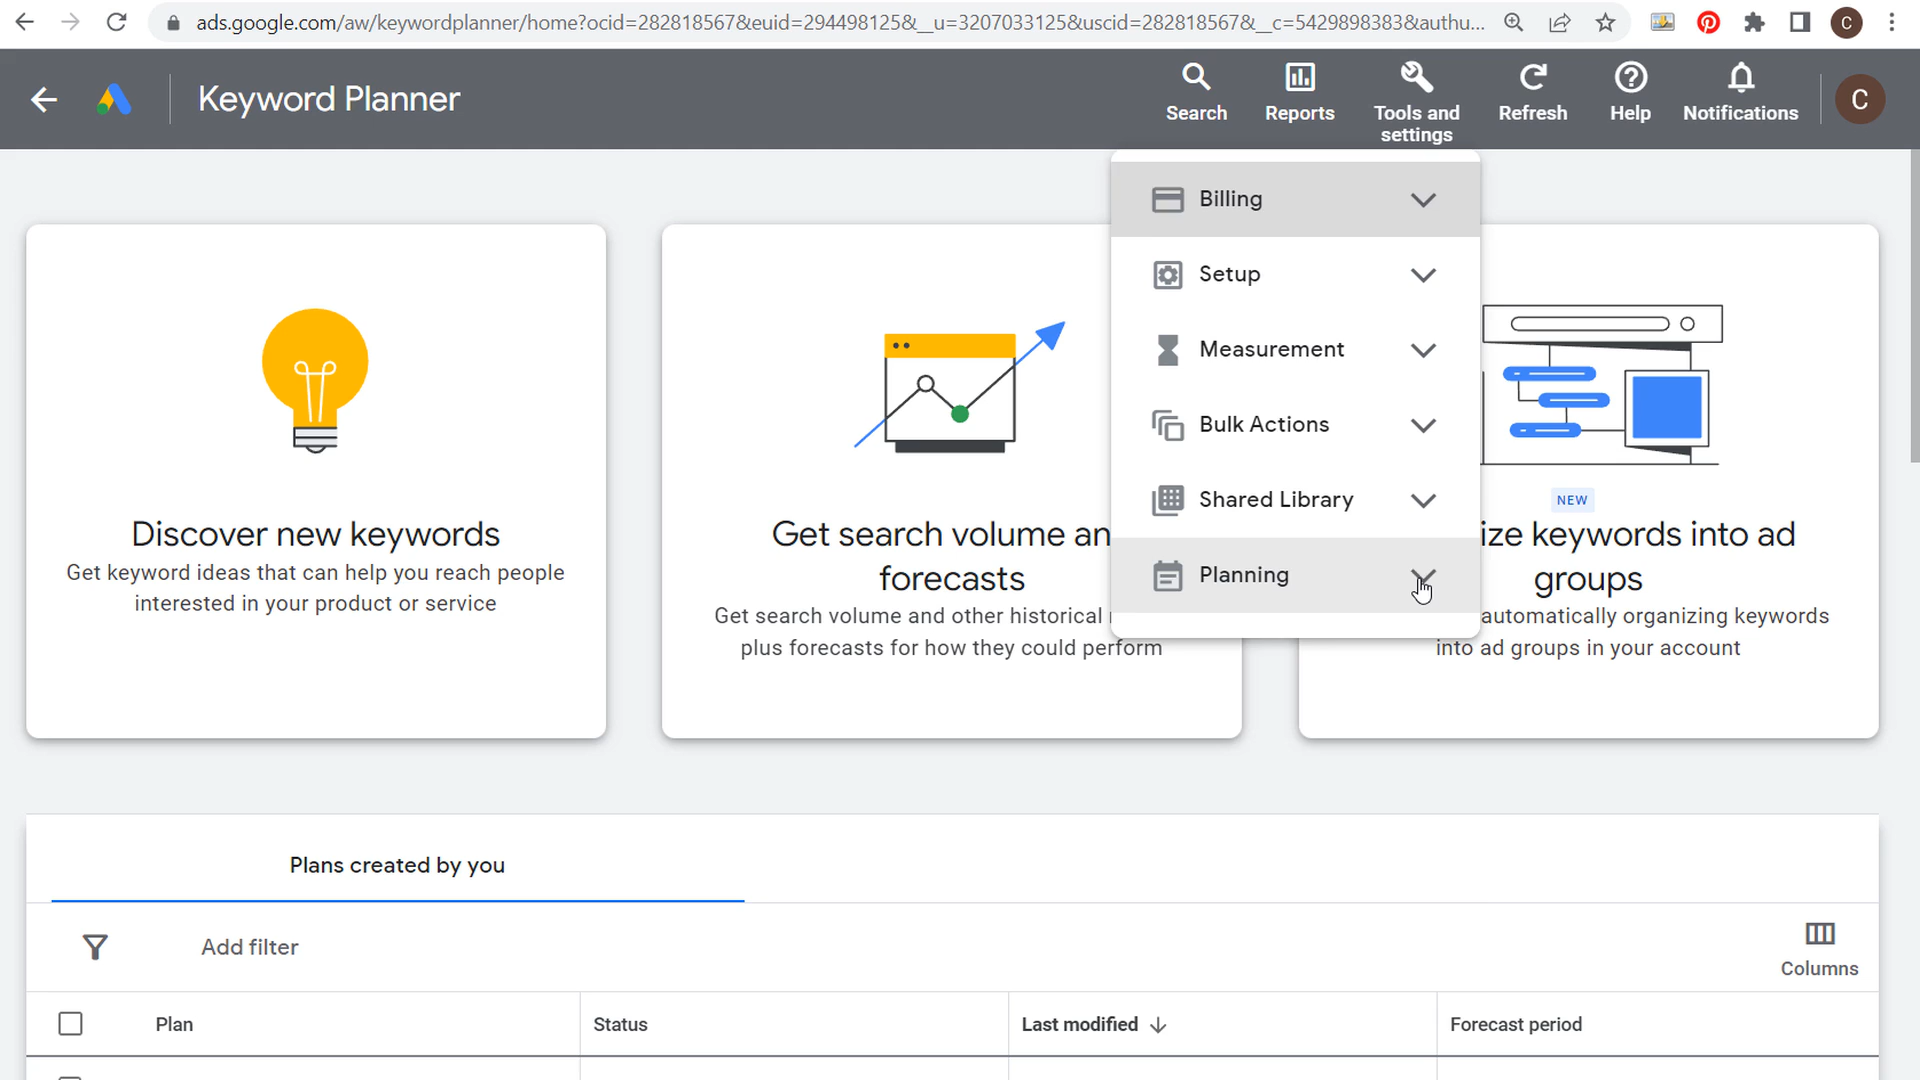 ads.google.com/aw/keywordplanner/home?ocid=282818567&euid=294498125&__u=3207033125&uscid=282818567&__c=5429898383&authu...
C
Keyword Planner
Search
Reports
Tools and
settings
Refresh
Help
Notifications
C
Billing
Setup
Measurement
Bulk Actions
Shared Library
Planning
Discover new keywords
Get keyword ideas that can help you reach people
interested in your product or service
Get search volume an
forecasts
Get search volume and other historical
plus forecasts for how they could perform
NEW
ize keywords into ad
groups
automatically organizing keywords
into ad groups in your account
Plans created by you
Add filter
Columns
Plan
Status
Last modified
Forecast period